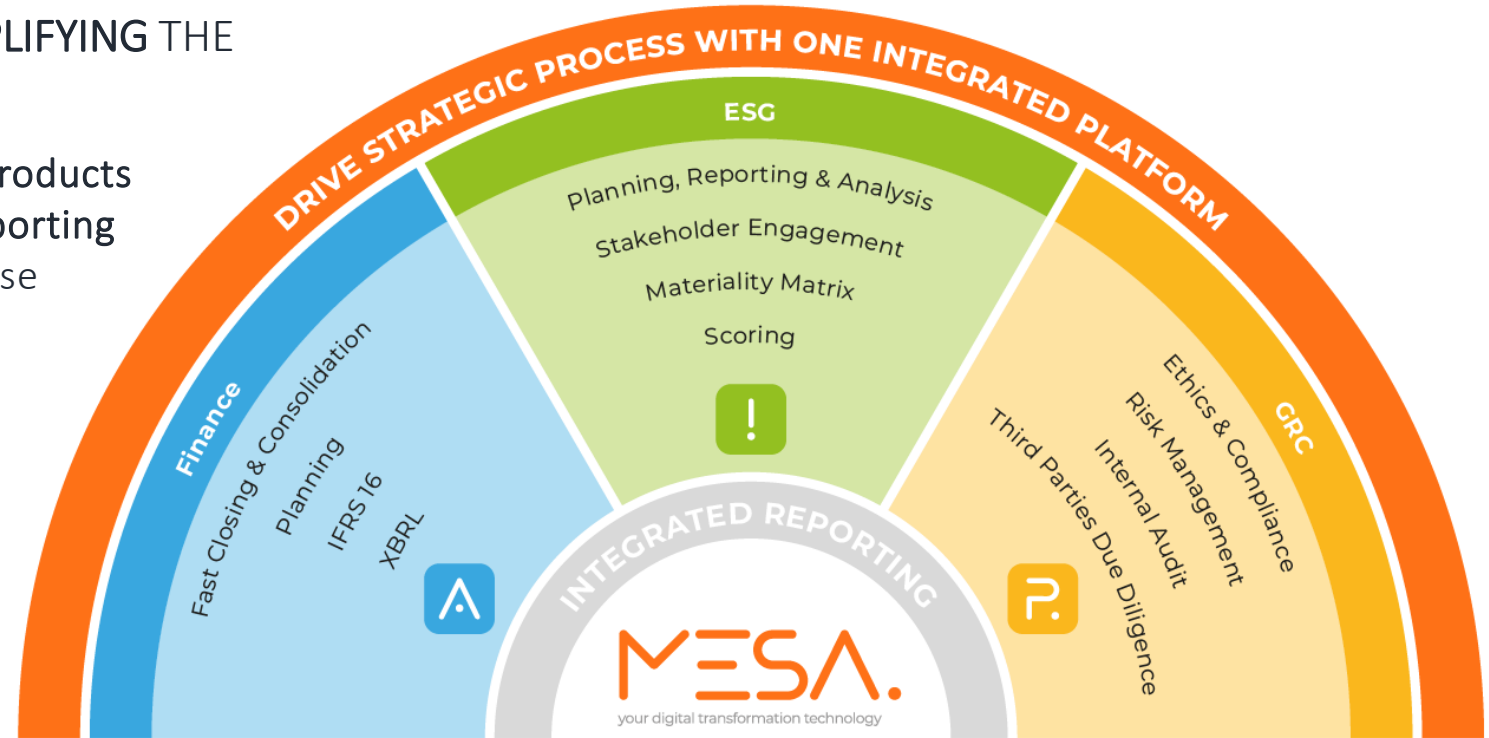 PLIFYING THE
roducts
porting
se
DRIVE STRATEGIC PROCESS WITH ONE INTEGRATED PLATFORM
Finance
Fast Closing & Consolidation
Planning
IFRS 16
XBRL
ESG
Planning, Reporting & Analysis
Stakeholder Engagement
Materiality Matrix
Scoring
GRC
Ethics & Compliance
Risk Management
Internal Audit
Third Parties Due Diligence
INTEGRATED REPORTING
MESA.
your digital transformation technology